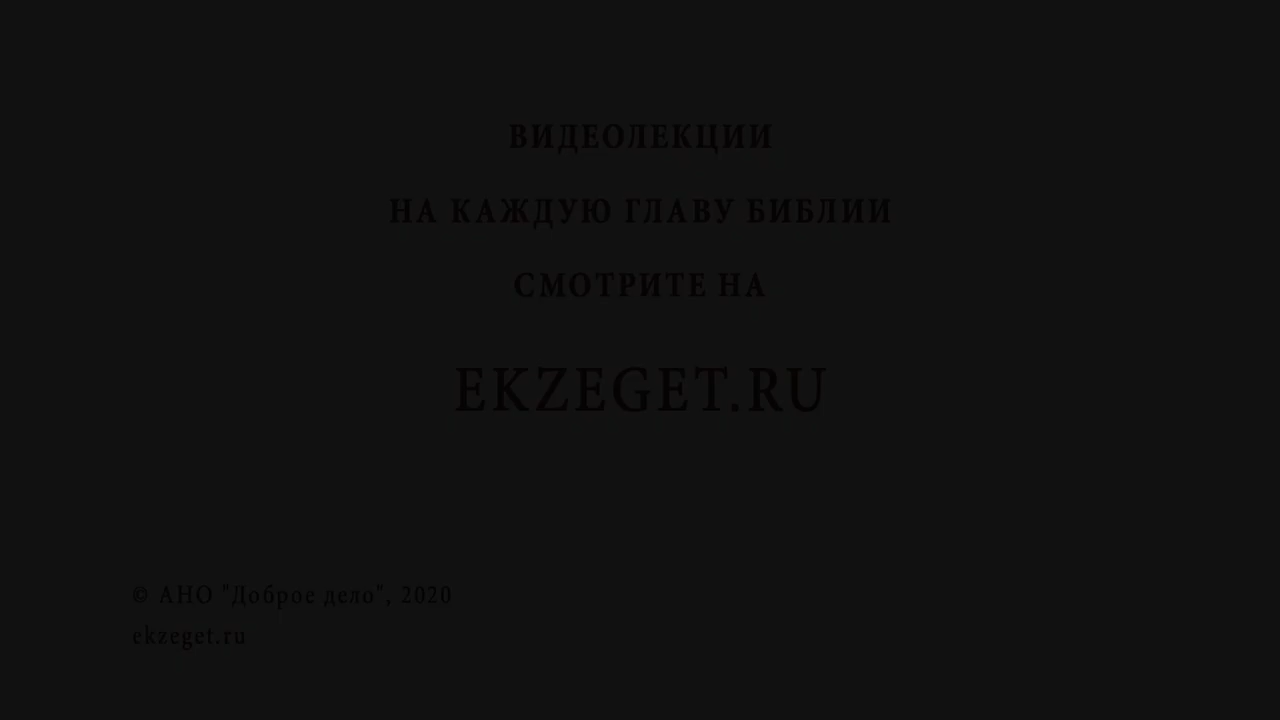 ВИДЕОЛЕКЦИИ
НА КАЖДУЮ ГЛАВУ БИБЛИИ
СМОТРИТЕ НА
EKZEGET.RU
© АНО "Доброе дело", 2020
ekzeget.ru